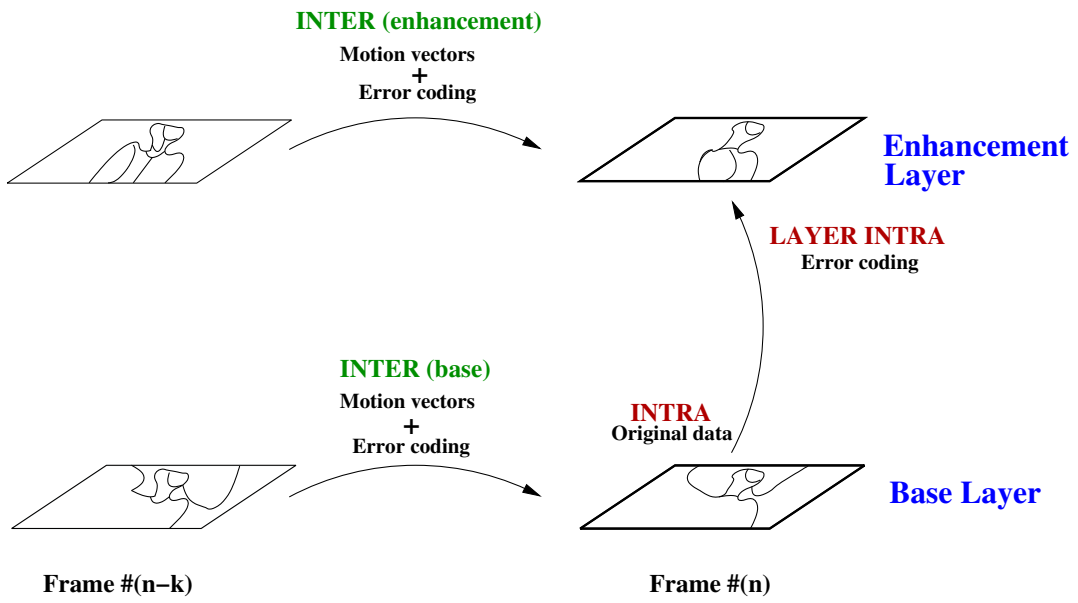 INTER (enhancement)
Motion vectors
+
Error coding
Enhancement
Layer
LAYER INTRA
Error coding
INTER (base)
Motion vectors
+
Error coding
INTRA
Original data
Base Layer
Frame #(n−k)
Frame #(n)